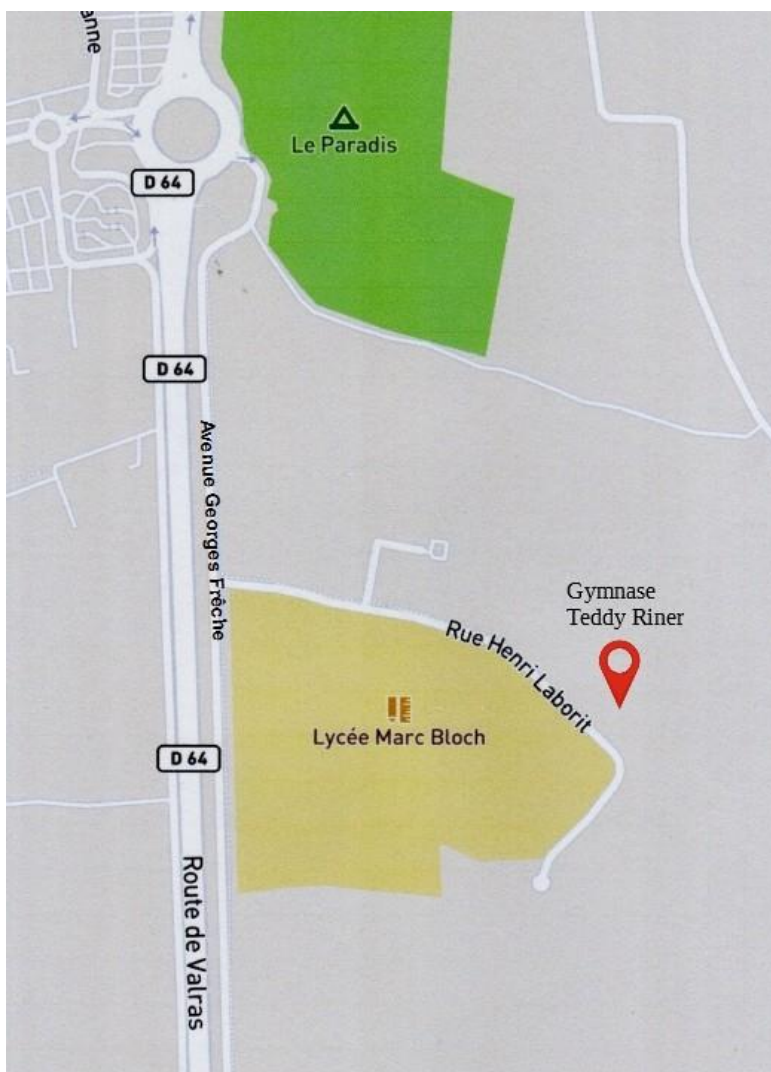 anne
Le Paradis
D 64
D 64
Avenue Georges Frêche
Gymnase
Teddy Riner
Rue Henri Laborit
Lycée Marc Bloch
D 64
Route de Valras